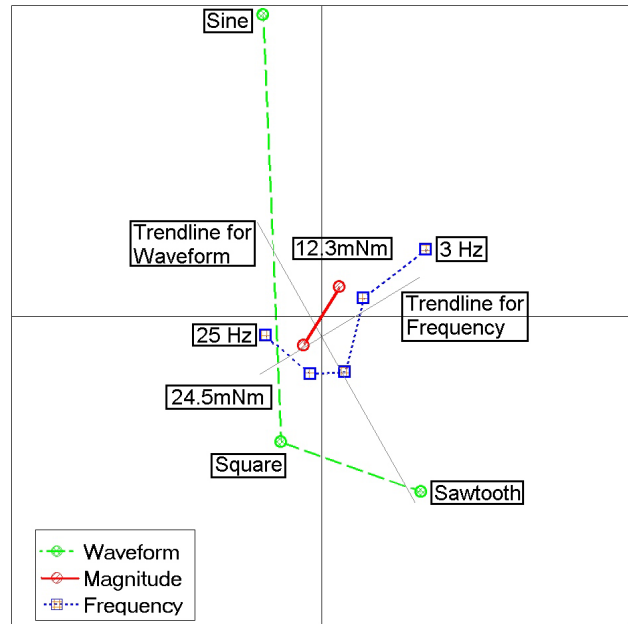 Sine
Trendline for
Waveform
12.3mNm
3 Hz
Trendline for
Frequency
25 Hz
24.5mNm
Square
Sawtooth
Waveform
Magnitude
Frequency